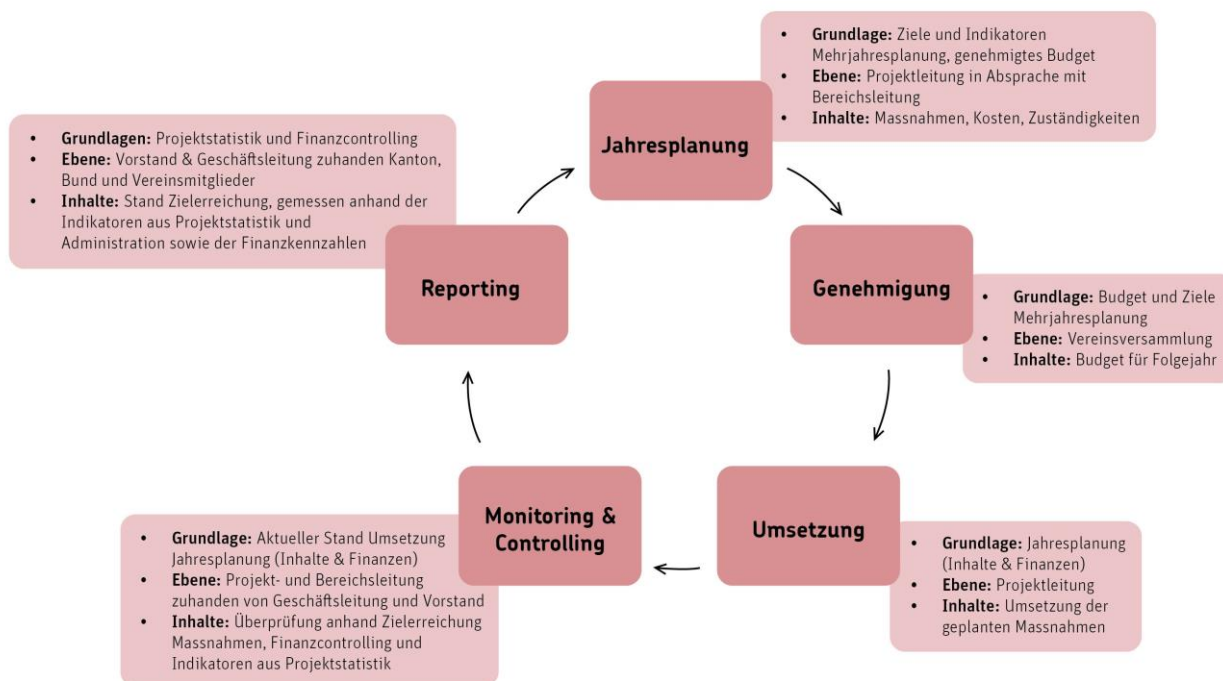 Jahresplanung
• Grundlage: Ziele und Indikatoren
Mehrjahresplanung, genehmigtes Budget
• Ebene: Projektleitung in Absprache mit
Bereichsleitung
• Inhalte: Massnahmen, Kosten, Zuständigkeiten
Genehmigung
• Grundlage: Budget und Ziele
Mehrjahresplanung
• Ebene: Vereinsversammlung
• Inhalte: Budget für Folgejahr
Umsetzung
• Grundlage: Jahresplanung
(Inhalte & Finanzen)
• Ebene: Projektleitung
• Inhalte: Umsetzung der
geplanten Massnahmen
Monitoring &
Controlling
• Grundlage: Aktueller Stand Umsetzung
Jahresplanung (Inhalte & Finanzen)
• Ebene: Projekt- und Bereichsleitung
zuhanden von Geschäftsleitung und Vorstand
• Inhalte: Überprüfung anhand Zielerreichung
Massnahmen, Finanzcontrolling und
Indikatoren aus Projektstatistik
Reporting
• Grundlagen: Projektstatistik und Finanzcontrolling
• Ebene: Vorstand & Geschäftsleitung zuhanden Kanton,
Bund und Vereinsmitglieder
• Inhalte: Stand Zielerreichung, gemessen anhand der
Indikatoren aus Projektstatistik und
Administration sowie der Finanzkennzahlen